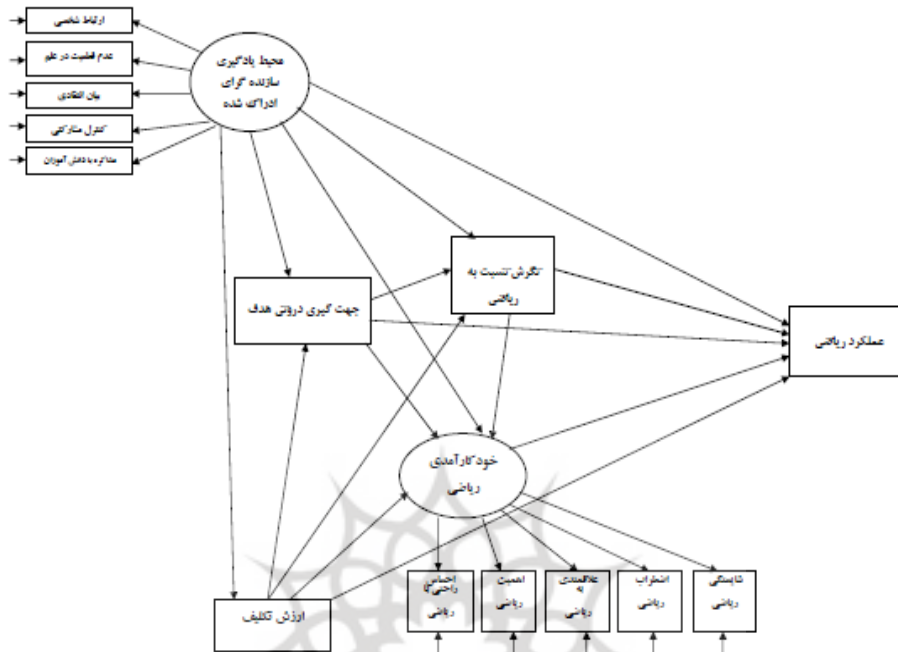 ارتباط شخصی
عدم قطعیت در علم
بیان انتقادی
کنترل مشارکتی
مذاکره با دانش آموزان
محیط یادگیری
سازنده گرای
ادراک شده
نگرش نسبت به
ریاضی
جهت گیری درونی هدف
عملکرد ریاضی
خودکارآمدی
ریاضی
ارزش تکلیف
احساس
راحتی با
ریاضی
اهمیت
ریاضی
علاقمندی
به
ریاضی
اضطراب
ریاضی
شایستگی
ریاضی